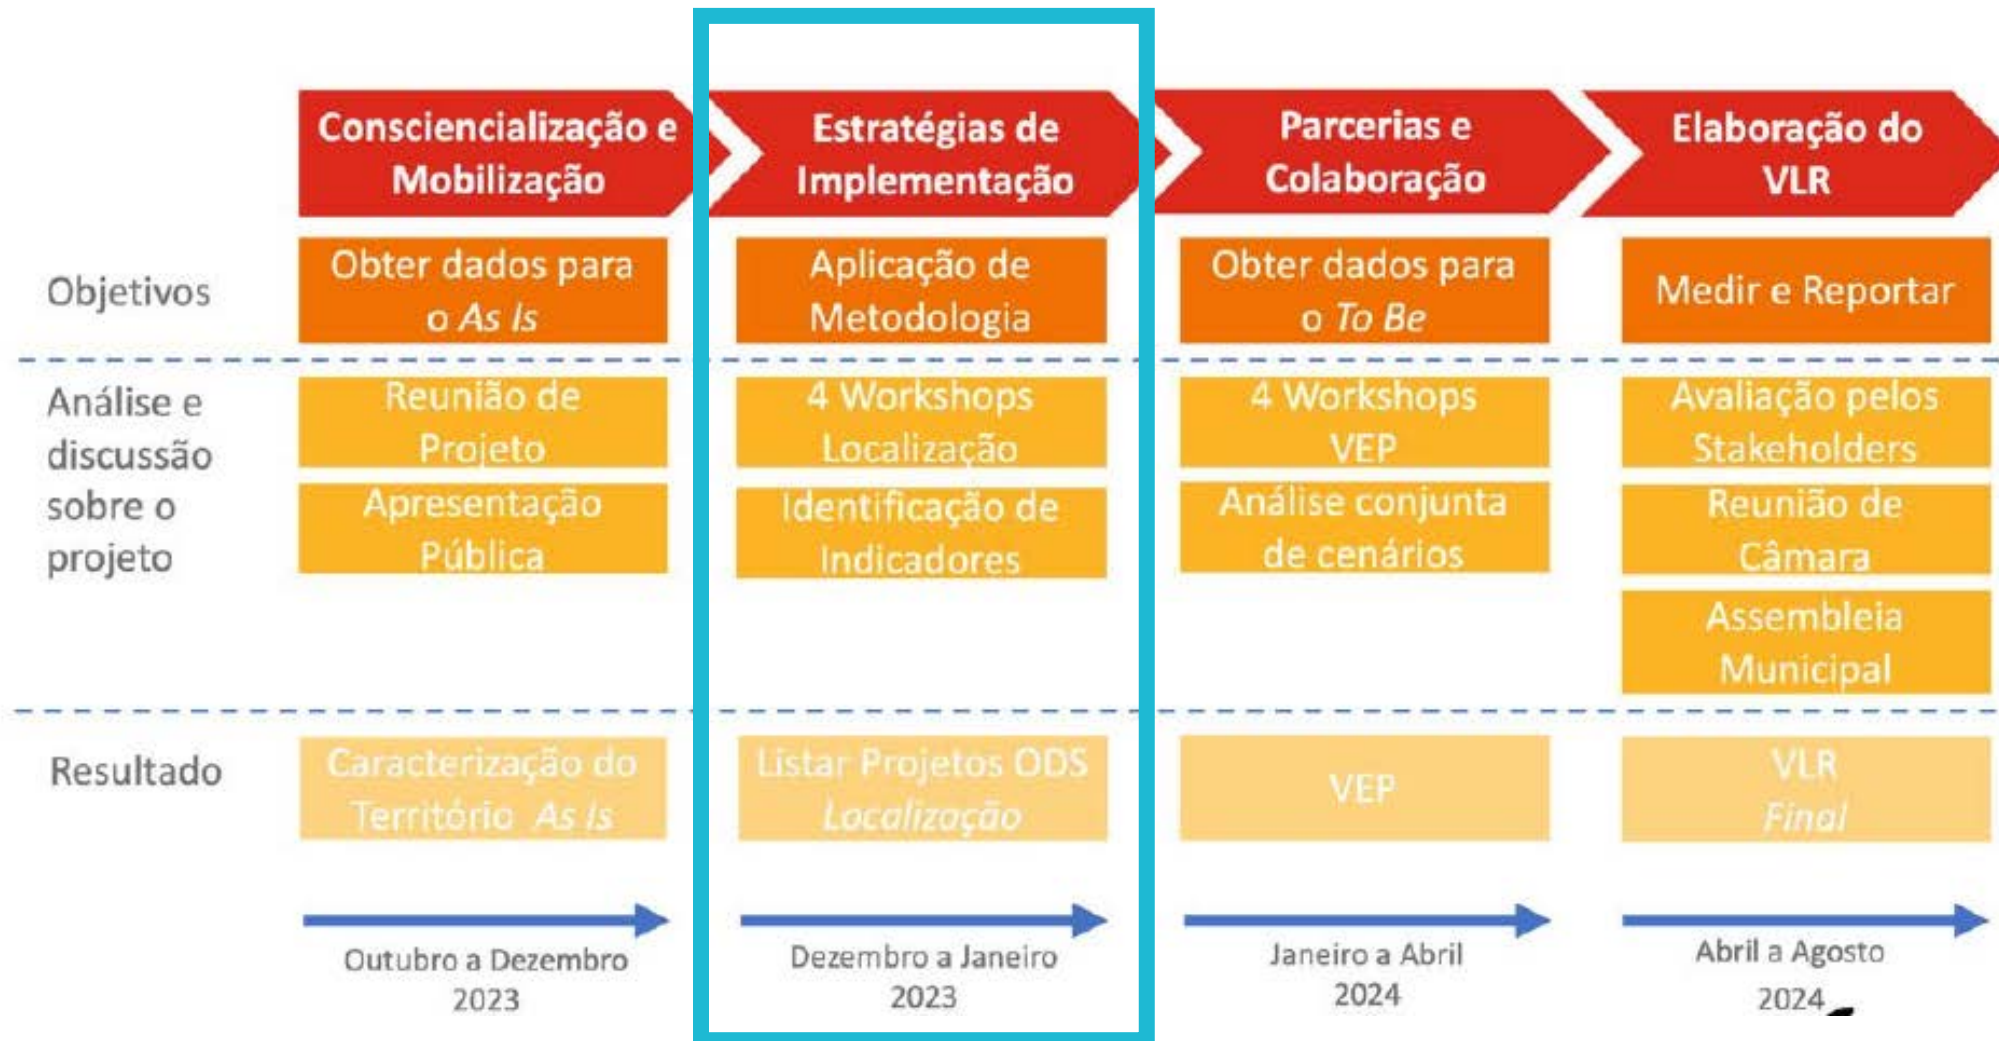 Consciencialização e
Mobilização
Estratégias de
Implementação
Parcerias e
Colaboração
Elaboração do
VLR
Objetivos
Obter dados para
o As Is
Aplicação de
Metodologia
Obter dados para
o To Be
Medir e Reportar
Análise e
discussão
sobre o
projeto
Reunião de
Projeto
Apresentação
Pública
4 Workshops
Localização
Identificação de
Indicadores
4 Workshops
VEP
Análise conjunta
de cenários
Avaliação pelos
Stakeholders
Reunião de
Câmara
Assembleia
Municipal
Resultado
Caracterização do
Território As Is
Listar Projetos ODS
Localização
VEP
VLR
Final
Outubro a Dezembro
2023
Dezembro a Janeiro
2023
Janeiro a Abril
2024
Abril a Agosto
2024